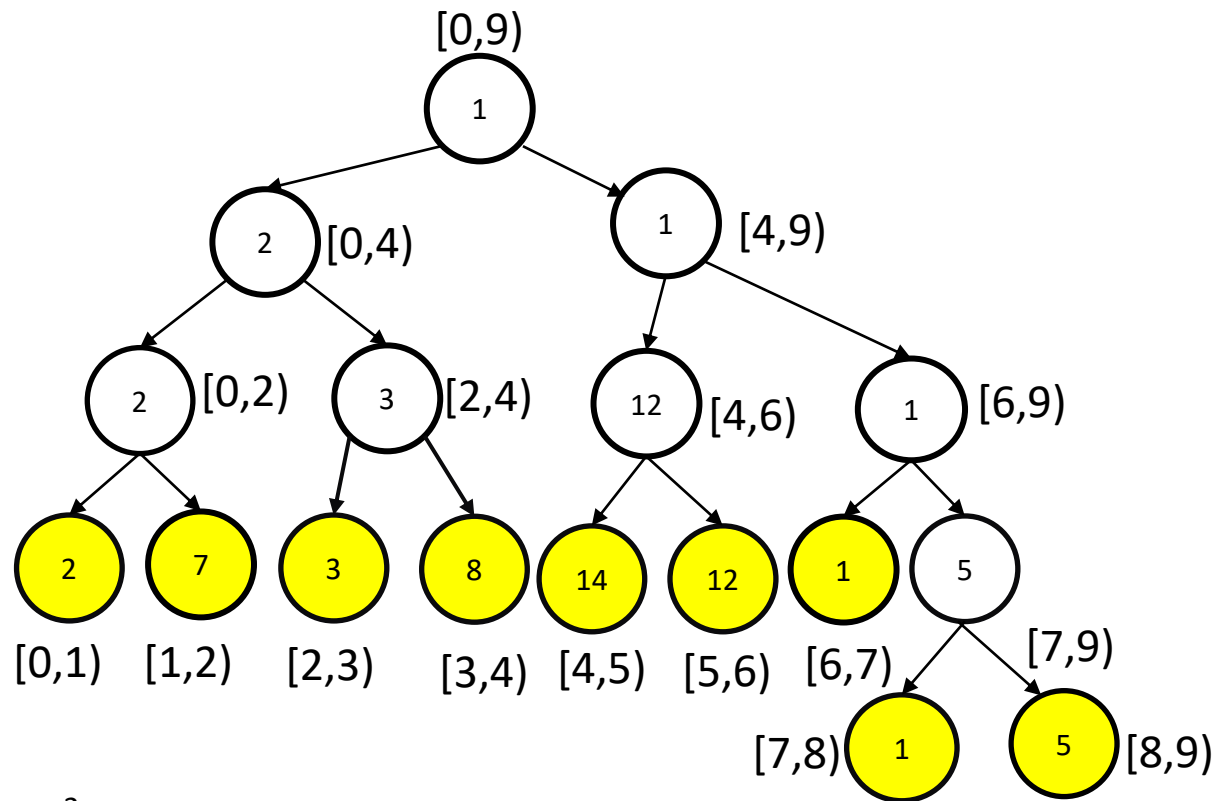 [0,9)
1
2 [0,4)
1 [4,9)
2 [0,2)
3 [2,4)
12 [4,6)
1 [6,9)
2 7 3 8 14 12 1 5
[0,1) [1,2) [2,3) [3,4) [4,5) [5,6) [6,7) [7,9)
[7,8) 1 5 [8,9)